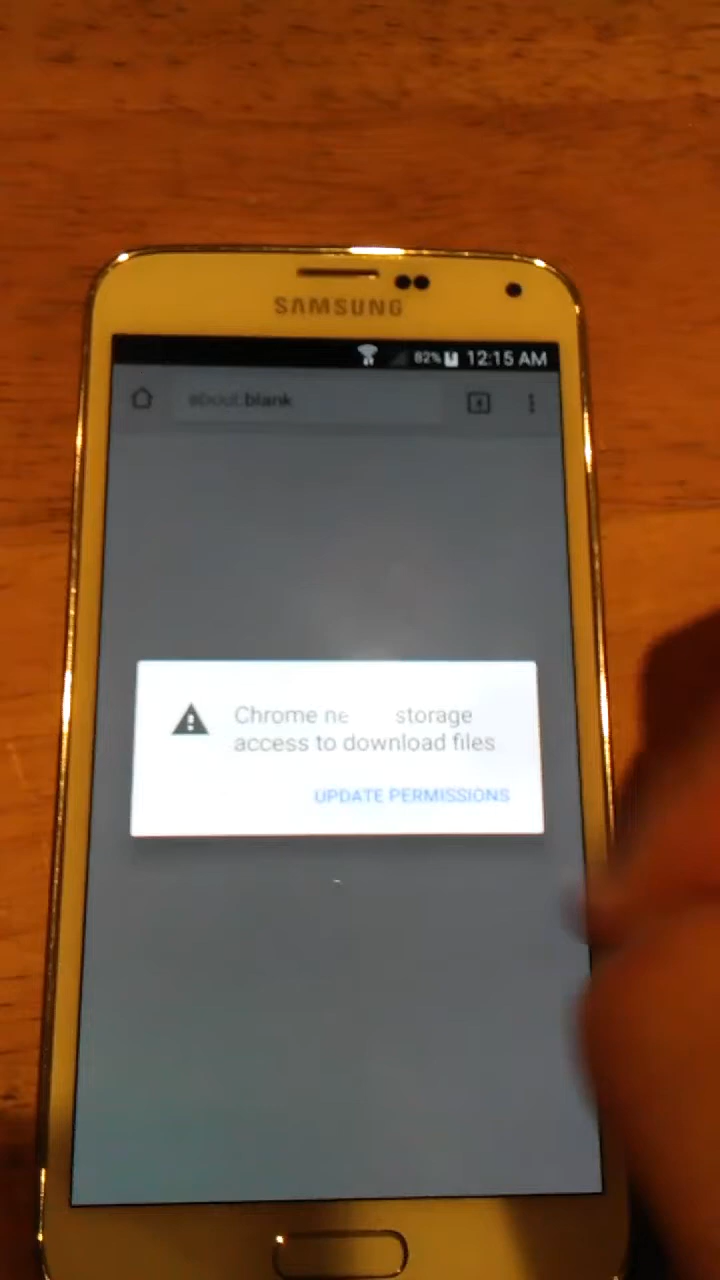 SAMSUNG
82% 12:15 AM
about:blank
Chrome ne storage
access to download files
UPDATE PERMISSIONS